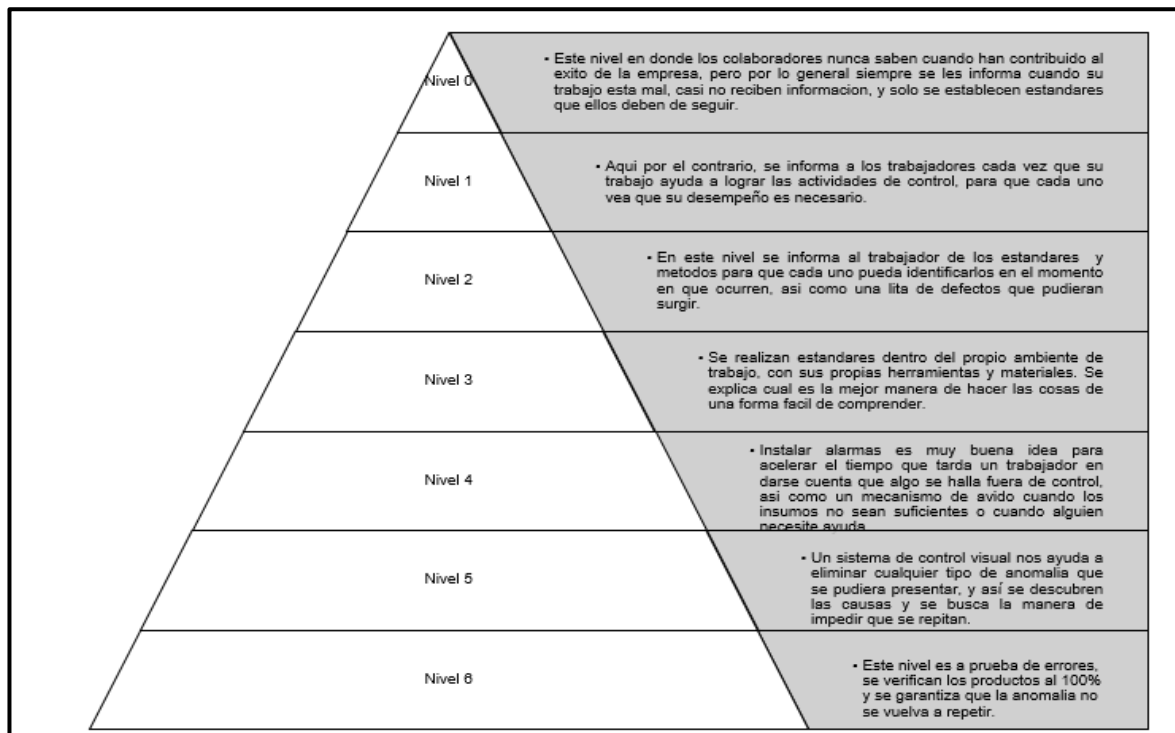 Nivel 0
• Este nivel en donde los colaboradores nunca saben cuando han contribuido al
exito de la empresa, pero por lo general siempre se les informa cuando su
trabajo esta mal, casi no reciben informacion, y solo se establecen estandares
que ellos deben de seguir.
Nivel 1
• Aqui por el contrario, se informa a los trabajadores cada vez que su
trabajo ayuda a lograr las actividades de control, para que cada uno
vea que su desempeño es necesario.
Nivel 2
• En este nivel se informa al trabajador de los estandares y
metodos para que cada uno pueda identificarlos en el momento
en que ocurren, asi como una lita de defectos que pudieran
surgir.
Nivel 3
• Se realizan estandares dentro del propio ambiente de
trabajo, con sus propias herramientas y materiales. Se
explica cual es la mejor manera de hacer las cosas de
una forma facil de comprender.
Nivel 4
• Instalar alarmas es muy buena idea para
acelerar el tiempo que tarda un trabajador en
darse cuenta que algo se halla fuera de control,
asi como un mecanismo de avido cuando los
insumos no sean suficientes o cuando alguien
necesite ayuda.
Nivel 5
• Un sistema de control visual nos ayuda a
eliminar cualquier tipo de anomalia que
se pudiera presentar, y así se descubren
las causas y se busca la manera de
impedir que se repitan.
Nivel 6
• Este nivel es a prueba de errores,
se verifican los productos al 100%
y se garantiza que la anomalia no
se vuelva a repetir.